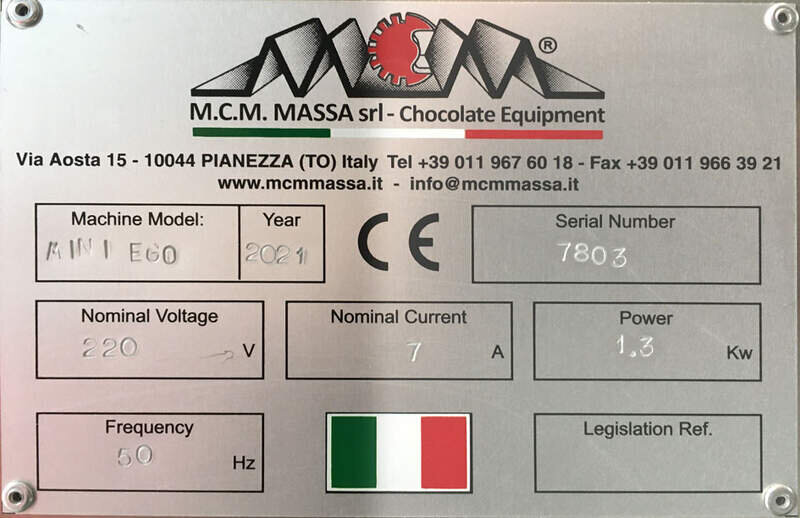 MCM ®
M.C.M. MASSA srl - Chocolate Equipment
Via Aosta 15 - 10044 PIANEZZA (TO) Italy Tel +39 011 967 60 18 - Fax +39 011 966 39 21
www.mcmmassa.it - info@mcmmassa.it
Machine Model: Year
MINI EGO 2021
CE
Serial Number
7803
Nominal Voltage
220 V
Nominal Current
7 A
Power
1.3 Kw
Frequency
50 Hz
Legislation Ref.